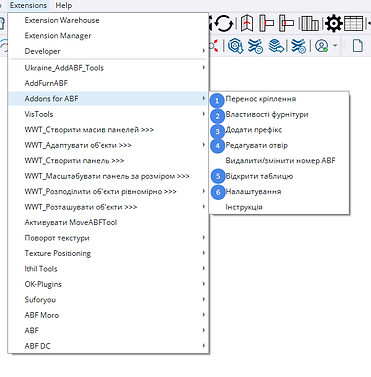 Extensions Help
Extension Warehouse
Extension Manager
Developer
Ukraine_AddABF_Tools
AddFurnABF
Addons for ABF
VisTools
WWT_Створити масив панелей >>>
WWT_Адаптувати об'єкти >>>
WWT_Створити панель >>>
WWT_Масштабувати панель за розміром >>>
WWT_Розподілити об'єкти рівномірно >>>
WWT_Розташувати об'єкти >>>
Активувати MoveABFTool
Поворот текстури
Texture Positioning
Ithil Tools
OK-Plugins
Suforyou
ABF Moro
ABF
ABF DC
1 Перенос кріплення
2 Властивості фурнітури
3 Додати префікс
4 Редагувати отвір
Видалити/змінити номер ABF
5 Відкрити таблицю
6 Налаштування
Інструкція